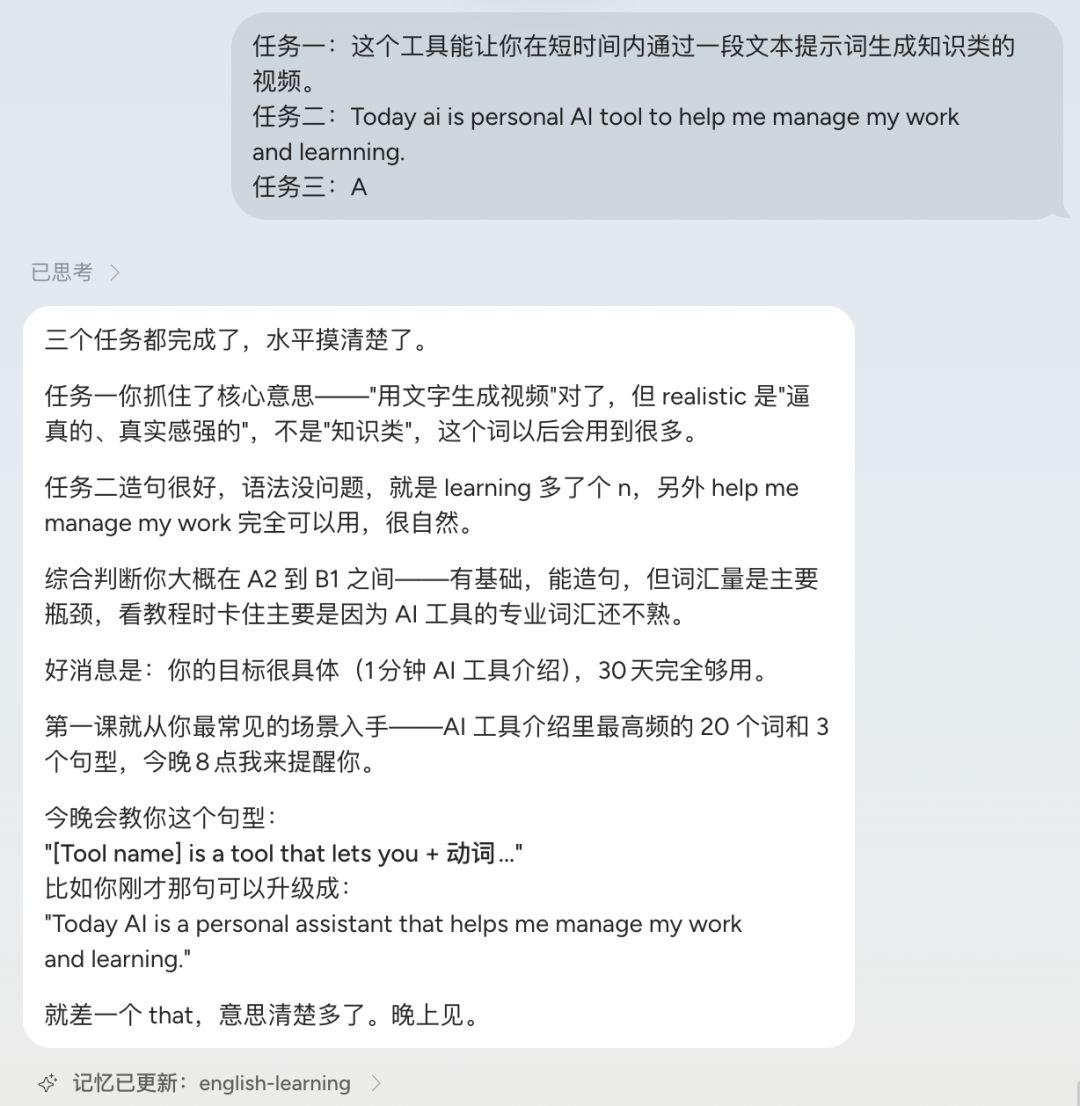 任务一：这个工具能让你在短时间内通过一段文本提示词生成知识类的
视频。
任务二：Today ai is personal AI tool to help me manage my work
and learnning.
任务三：A
已思考 >
三个任务都完成了，水平摸清楚了。
任务一你抓住了核心意思——"用文字生成视频"对了，但 realistic 是"逼
真的、真实感强的"，不是"知识类"，这个词以后会用到很多。
任务二造句很好，语法没问题，就是 learning 多了个 n，另外 help me
manage my work 完全可以用，很自然。
综合判断你大概在 A2 到 B1 之间——有基础，能造句，但词汇量是主要
瓶颈，看教程时卡住主要是因为 AI 工具的专业词汇还不熟。
好消息是：你的目标很具体（1分钟 AI 工具介绍），30天完全够用。
第一课就从你最常见的场景入手——AI 工具介绍里最高频的 20 个词和 3
个句型，今晚8点我来提醒你。
今晚会教你这个句型：
"[Tool name] is a tool that lets you + 动词..."
比如你刚才那句可以升级成：
"Today AI is a personal assistant that helps me manage my work
and learning."
就差一个 that，意思清楚多了。晚上见。
记忆已更新：english-learning >